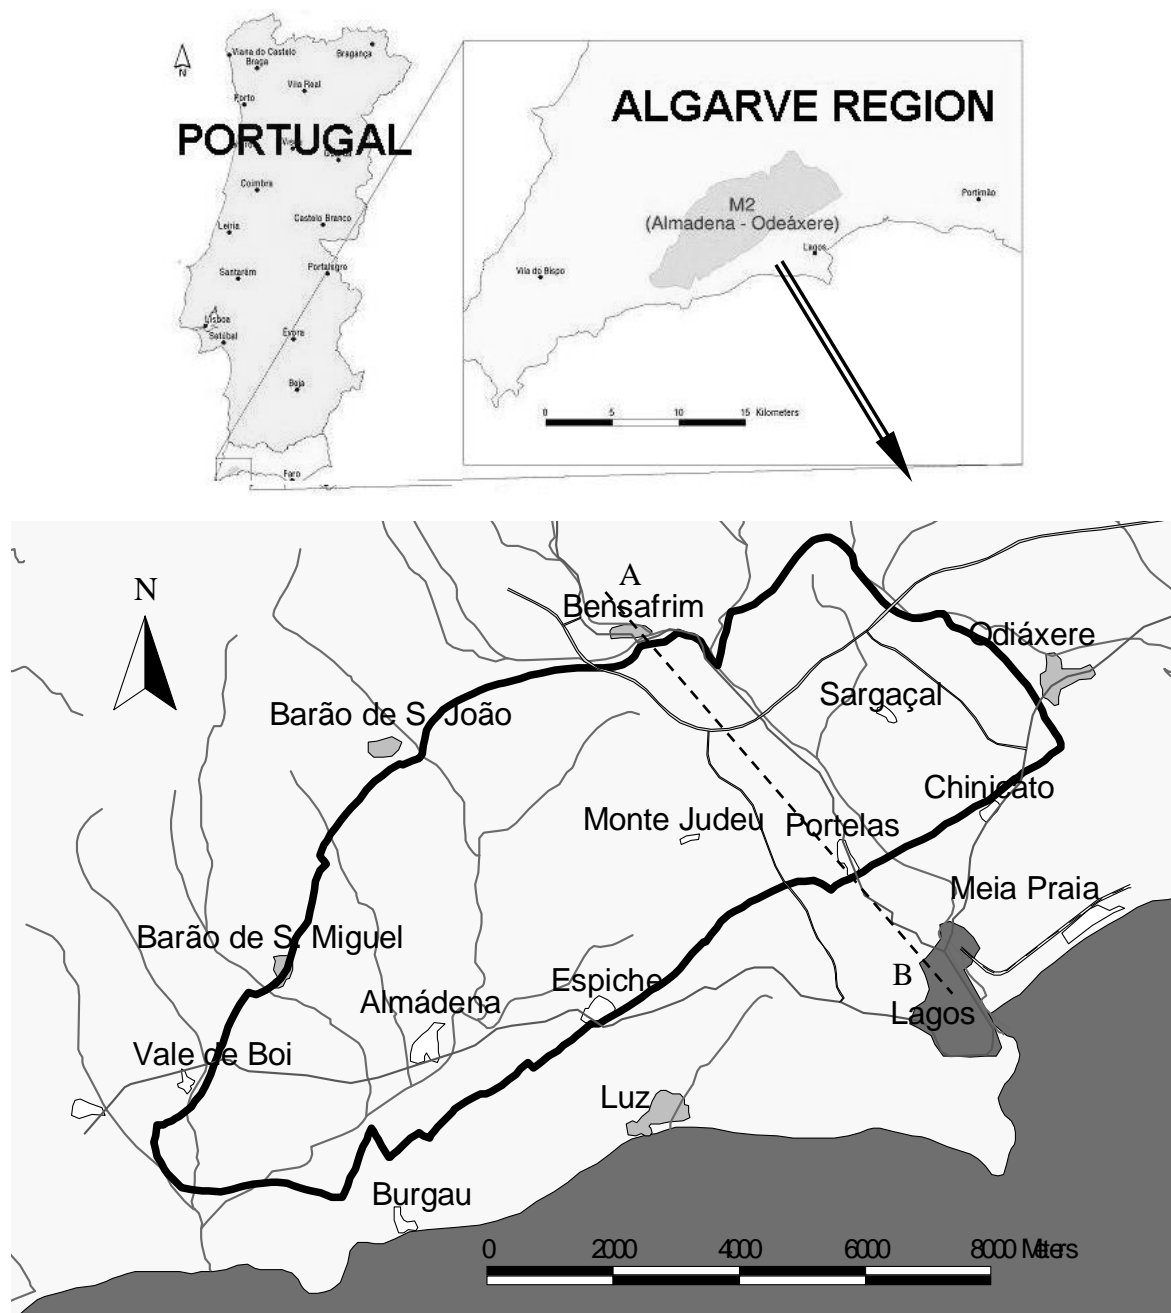 Viana do Castelo
Bragança
Braga
Vila Real
Porto
PORTUGAL
Coimbra
Castelo Branco
Leiria
Santarém
Portalegre
Lisboa
Setúbal
Évora
Beja
Faro
N
ALGARVE REGION
M2
(Almadena - Odeáxere)
Portimão
Lagos
Vila do Bispo
0 5 10 15 Kilometers
N
A
Bensafrim
Odiáxere
Sargaçal
Barão de S. João
Chinicato
Monte Judeu
Portelas
Meia Praia
Barão de S. Miguel
Espiche
B
Almádena
Lagos
Vale de Boi
Luz
Burgau
0 2000 4000 6000 8000 Meters